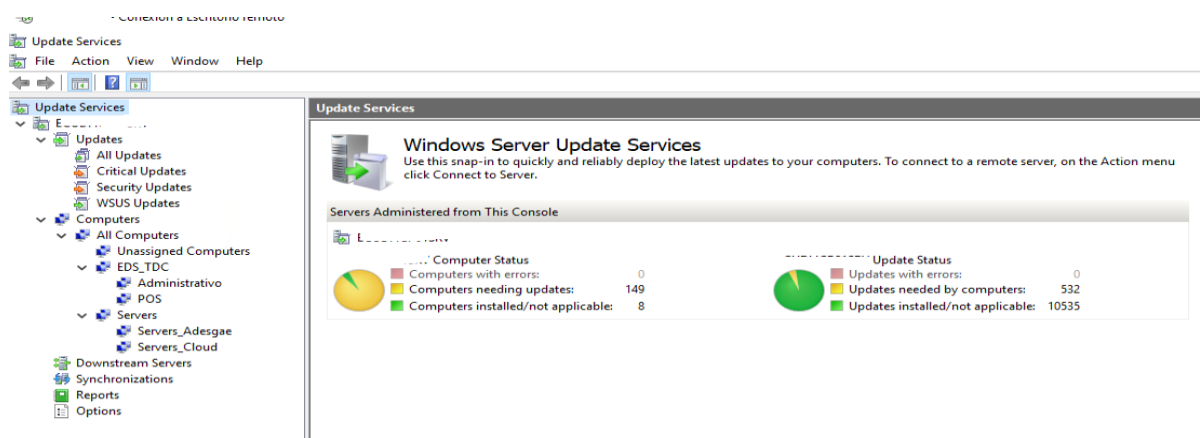 Conexión a Escritorio remoto
Update Services
File Action View Window Help
Update Services
Update Services
Updates
All Updates
Critical Updates
Security Updates
WSUS Updates
Computers
All Computers
Unassigned Computers
EDS_TDC
Administrativo
POS
Servers
Servers_Adesgae
Servers_Cloud
Downstream Servers
Synchronizations
Reports
Options
Windows Server Update Services
Use this snap-in to quickly and reliably deploy the latest updates to your computers. To connect to a remote server, on the Action menu
click Connect to Server.
Servers Administered from This Console
Computer Status
Computers with errors: 0
Computers needing updates: 149
Computers installed/not applicable: 8
Update Status
Updates with errors: 0
Updates needed by computers: 532
Updates installed/not applicable: 10535